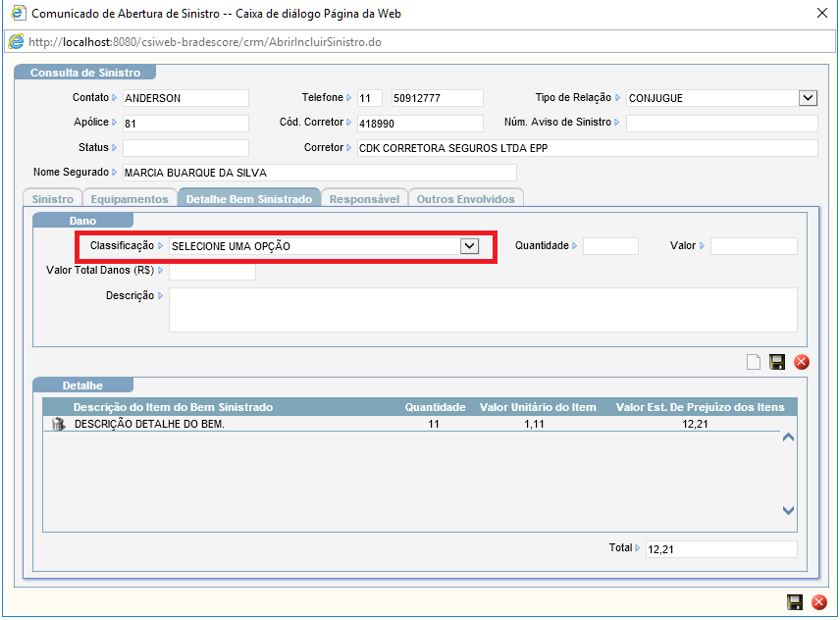 Comunicado de Abertura de Sinistro -- Caixa de diálogo Página da Web
http://localhost:8080/csiweb-bradescore/crm/AbrirIncluirSinistro.do
Consulta de Sinistro
Contato ANDERSON Telefone 11 50912777 Tipo de Relação CONJUGUE
Apólice 81 Cód. Corretor 418990 Núm. Aviso de Sinistro
Status Corretor CDK CORRETORA SEGUROS LTDA EPP
Nome Segurado MARCIA BUARQUE DA SILVA
Sinistro Equipamentos Detalhe Bem Sinistrado Responsável Outros Envolvidos
Dano
Classificação SELECIONE UMA OPÇÃO Quantidade Valor
Valor Total Danos (R$)
Descrição
Detalhe
Descrição do Item do Bem Sinistrado Quantidade Valor Unitário do Item Valor Est. De Prejuízo dos Itens
DESCRIÇÃO DETALHE DO BEM. 11 1,11 12,21
Total 12,21